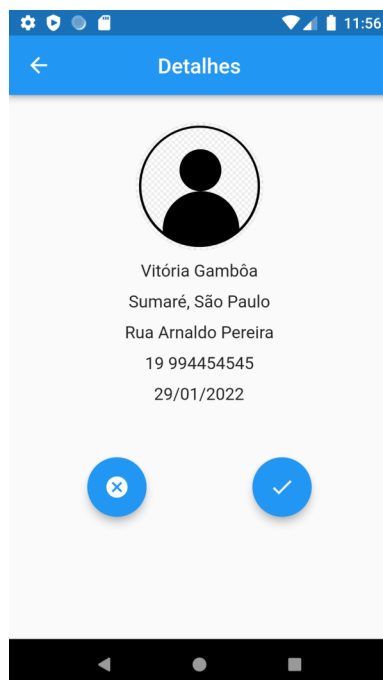 11:56
Detalhes
Vitória Gambôa
Sumaré, São Paulo
Rua Arnaldo Pereira
19 994454545
29/01/2022